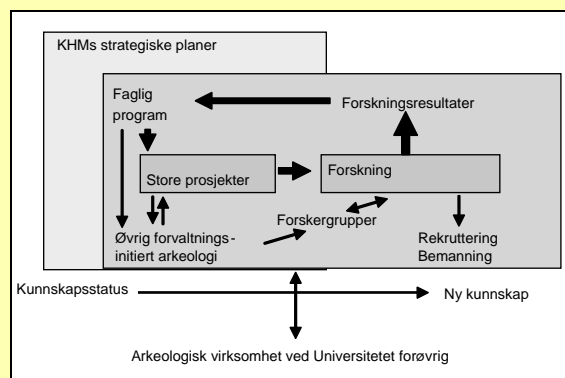 KHMs strategiske planer
Faglig
program
Forskningsresultater
Store prosjekter
Forskning
Forskergrupper
Øvrig forvaltnings-
initiert arkeologi
Rekruttering
Bemanning
Kunnskapsstatus
Ny kunnskap
Arkeologisk virksomhet ved Universitetet forøvrig